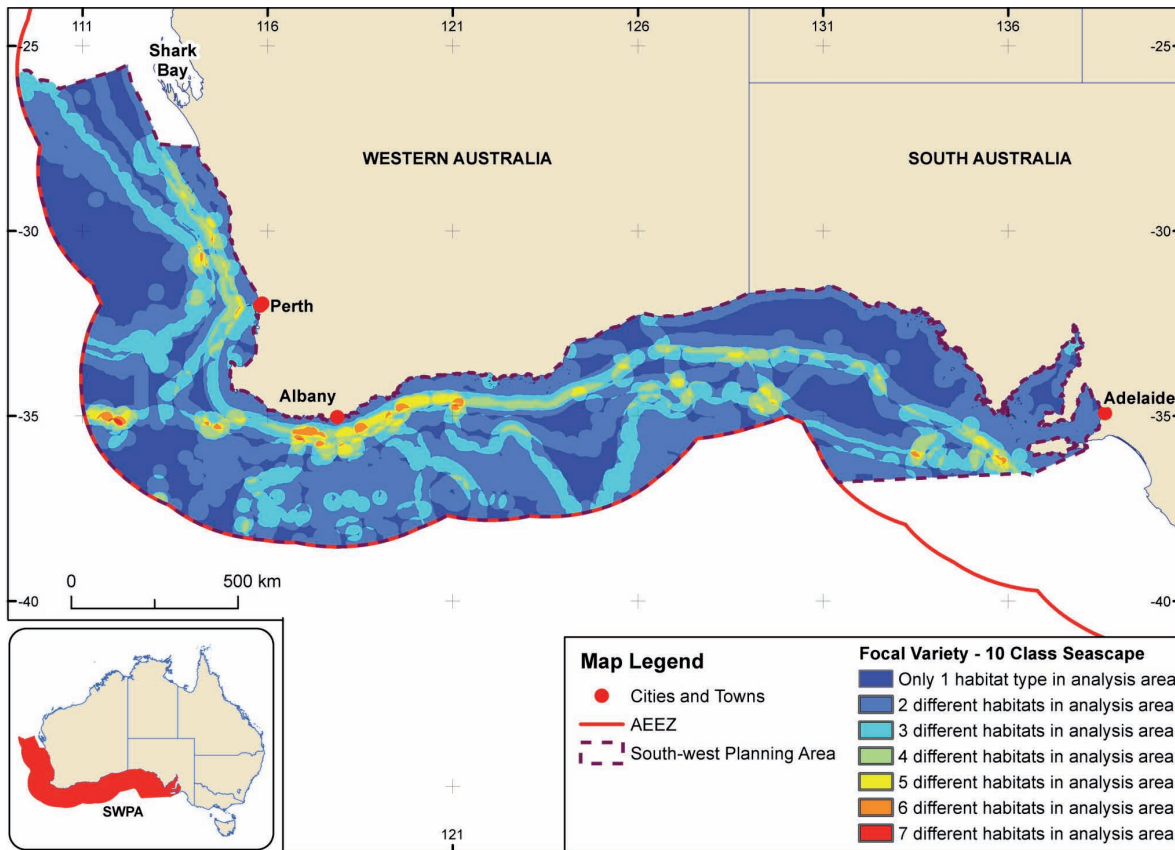 111
116
121
131
136
-25
-25
Shark
Bay
WESTERN AUSTRALIA
SOUTH AUSTRALIA
-30
-30
Perth
Albany
Adelaide
-35
-35
0
500 km
-40
-40
SWPA
121
Map Legend
Cities and Towns
AEEZ
South-west Planning Area
Focal Variety - 10 Class Seascape
Only 1 habitat type in analysis area
2 different habitats in analysis area
3 different habitats in analysis area
4 different habitats in analysis area
5 different habitats in analysis area
6 different habitats in analysis area
7 different habitats in analysis area